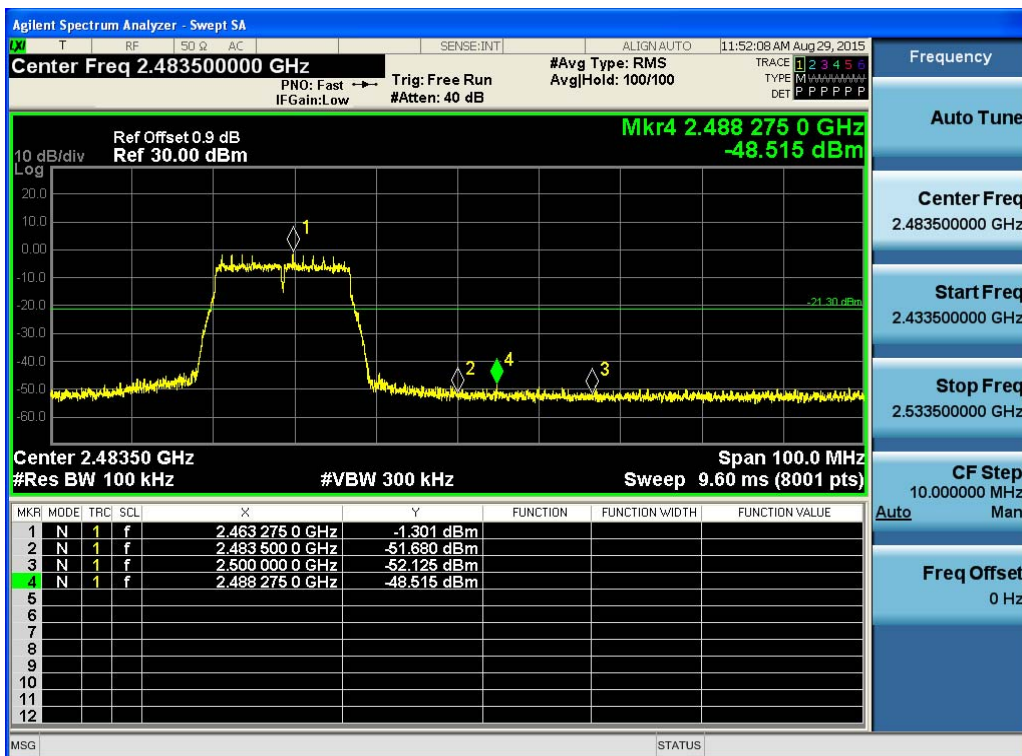 Agilent Spectrum Analyzer - Swept SA
LXI T RF 50 Ω AC SENSE:INT ALIGN AUTO 11:52:08 AM Aug 29, 2015
Center Freq 2.483500000 GHz
PNO: Fast
IFGain:Low
Trig: Free Run
#Atten: 40 dB
#Avg Type: RMS
Avg|Hold: 100/100
TRACE 1 2 3 4 5 6
TYPE M
DET P P P P P P
10 dB/div
Log
Ref Offset 0.9 dB
Ref 30.00 dBm
Mkr4 2.488 275 0 GHz
-48.515 dBm
20.0
10.0
0.00
-10.0
-20.0
-30.0
-40.0
-50.0
-60.0
1
2
4
3
-21.30 dBm
Center 2.48350 GHz Span 100.0 MHz
#Res BW 100 kHz #VBW 300 kHz Sweep 9.60 ms (8001 pts)
MKR MODE TRC SCL X Y FUNCTION FUNCTION WIDTH FUNCTION VALUE
1 N 1 f 2.463 275 0 GHz -1.301 dBm
2 N 1 f 2.483 500 0 GHz -51.680 dBm
3 N 1 f 2.500 000 0 GHz -52.125 dBm
4 N 1 f 2.488 275 0 GHz -48.515 dBm
5
6
7
8
9
10
11
12
MSG STATUS
Frequency
Auto Tune
Center Freq
2.483500000 GHz
Start Freq
2.433500000 GHz
Stop Freq
2.533500000 GHz
CF Step
10.000000 MHz
Auto Man
Freq Offset
0 Hz